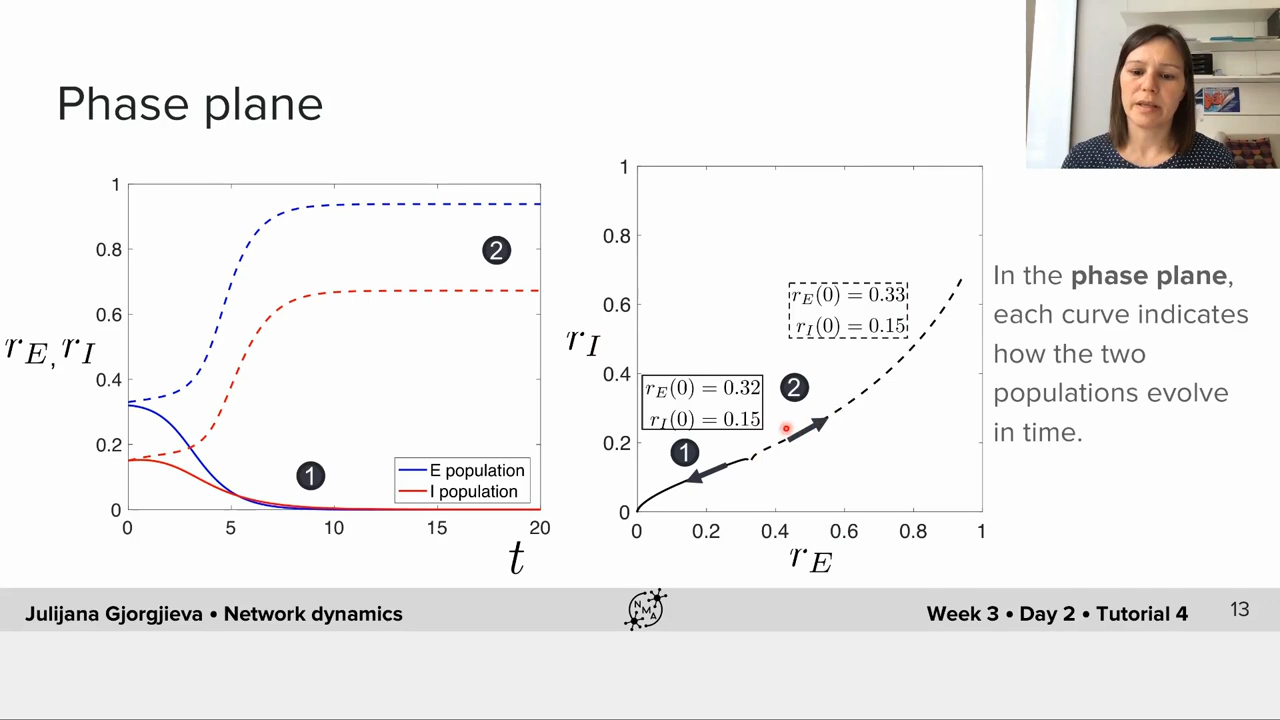 Phase plane
1
0.8
0.6
0.4
0.2
0
0
5
10
15
20
r_E, r_I
t
2
1
E population
I population
1
0.8
0.6
0.4
0.2
0
0
0.2
0.4
0.6
0.8
1
r_I
r_E
r_E(0) = 0.33
r_I(0) = 0.15
r_E(0) = 0.32
r_I(0) = 0.15
2
1
In the phase plane,
each curve indicates
how the two
populations evolve
in time.
Julijana Gjorgjieva • Network dynamics
N
M
A
Week 3 • Day 2 • Tutorial 4
13